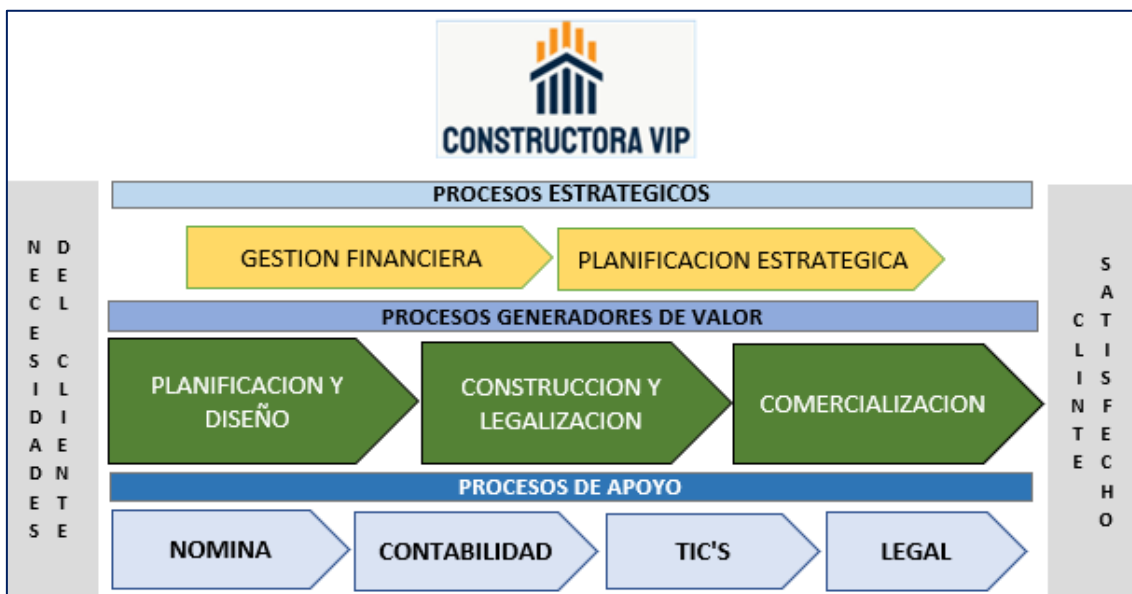 CONSTRUCTORA VIP
PROCESOS ESTRATEGICOS
NECESIDADES
DEL CLIENTE
GESTION FINANCIERA
PLANIFICACION ESTRATEGICA
PROCESOS GENERADORES DE VALOR
PLANIFICACION Y
DISEÑO
CONSTRUCCION Y
LEGALIZACION
COMERCIALIZACION
PROCESOS DE APOYO
NOMINA
CONTABILIDAD
TIC'S
LEGAL
CLINTE
SATISFECHO